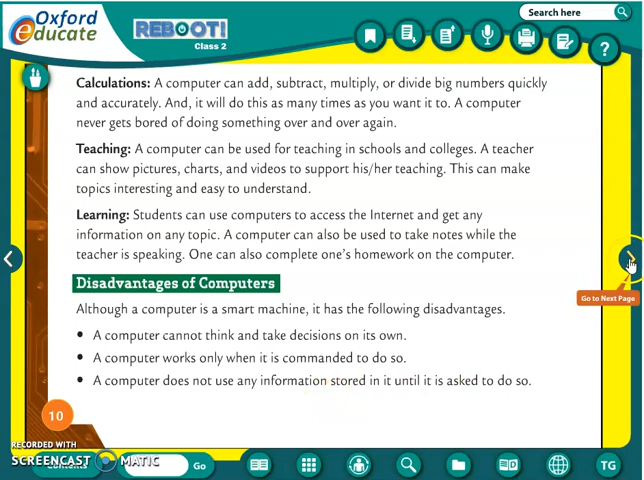 Oxford
educate
REBOOT!
Class 2
Search here
?
Calculations: A computer can add, subtract, multiply, or divide big numbers quickly
and accurately. And, it will do this as many times as you want it to. A computer
never gets bored of doing something over and over again.
Teaching: A computer can be used for teaching in schools and colleges. A teacher
can show pictures, charts, and videos to support his/her teaching. This can make
topics interesting and easy to understand.
Learning: Students can use computers to access the Internet and get any
information on any topic. A computer can also be used to take notes while the
teacher is speaking. One can also complete one's homework on the computer.
Go to Next Page
Disadvantages of Computers
Although a computer is a smart machine, it has the following disadvantages.
• A computer cannot think and take decisions on its own.
• A computer works only when it is commanded to do so.
• A computer does not use any information stored in it until it is asked to do so.
10
RECORDED WITH
SCREENCAST MATIC
Contents
Go
D
TG